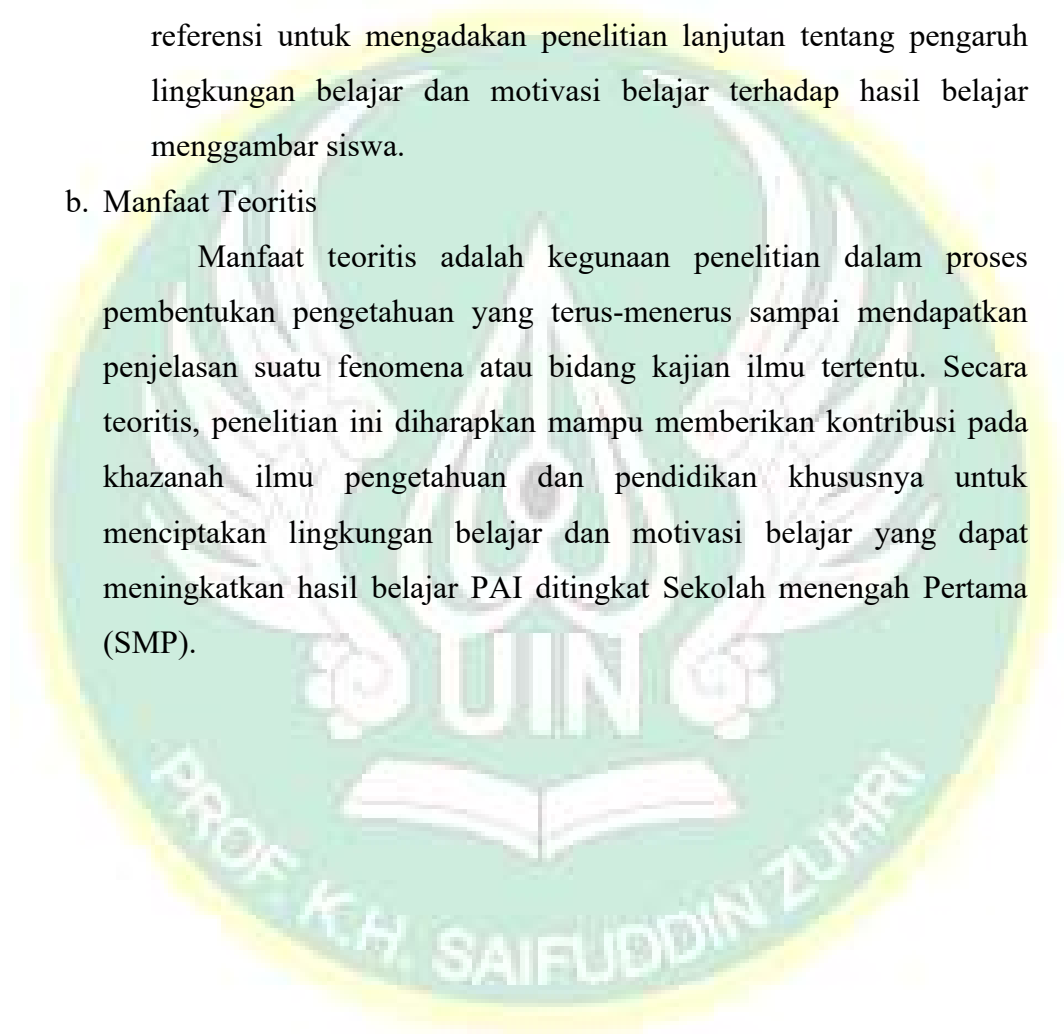 referensi untuk mengadakan penelitian lanjutan tentang pengaruh
lingkungan belajar dan motivasi belajar terhadap hasil belajar
menggambar siswa.
b. Manfaat Teoritis
Manfaat teoritis adalah kegunaan penelitian dalam proses
pembentukan pengetahuan yang terus-menerus sampai mendapatkan
penjelasan suatu fenomena atau bidang kajian ilmu tertentu. Secara
teoritis, penelitian ini diharapkan mampu memberikan kontribusi pada
khazanah ilmu pengetahuan dan pendidikan khususnya untuk
menciptakan lingkungan belajar dan motivasi belajar yang dapat
meningkatkan hasil belajar PAI ditingkat Sekolah menengah Pertama
(SMP).
UIN
PROF. K.H. SAIFUDDIN ZUHRI